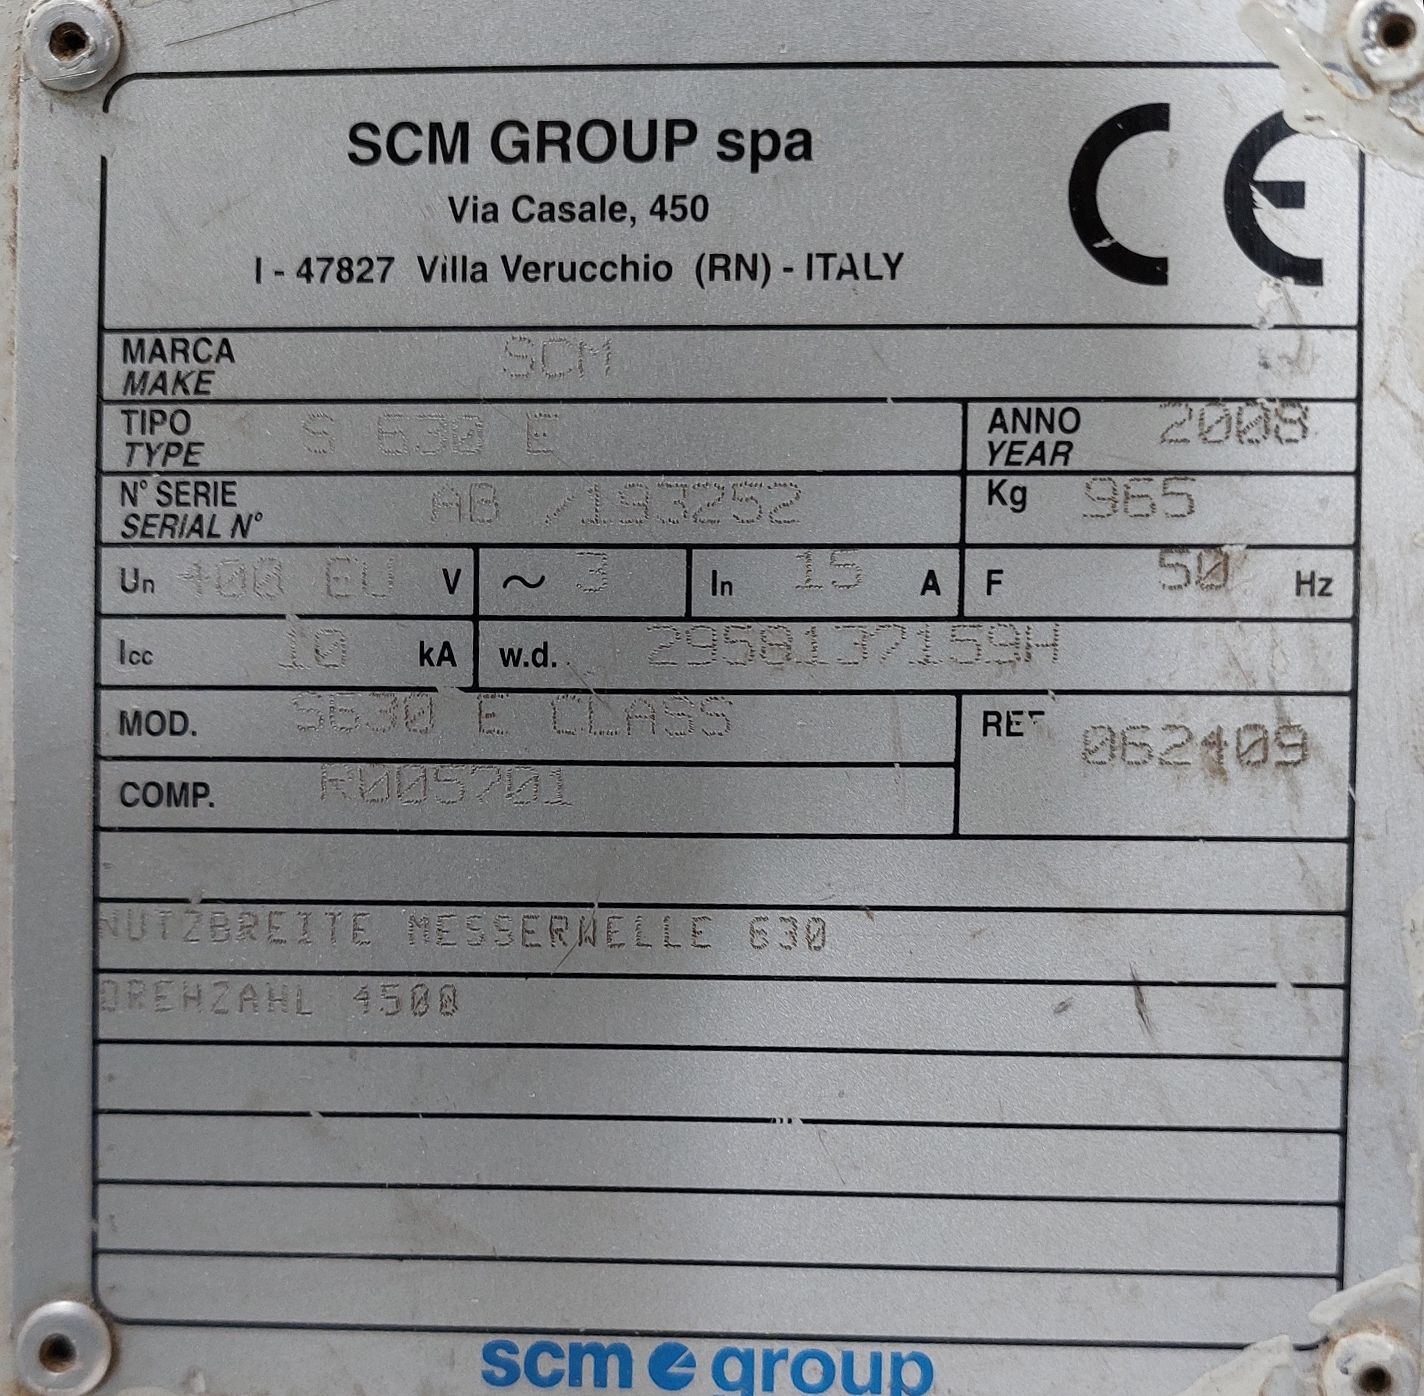 SCM GROUP spa
CE
Via Casale, 450
I - 47827 Villa Verucchio (RN) - ITALY
MARCA SCM
MAKE
TIPO S 630 E ANNO 2008
TYPE YEAR
N° SERIE AB /193252 Kg 965
SERIAL N°
Un 400 EU V ~ 3 In 15 A F 50 Hz
Icc 10 kA w.d.
MOD. S630 E CLASS REF 062409
COMP. R005701
NUTZBREITE MESSERWELLE 630
DREHZAHL 4500
scm group